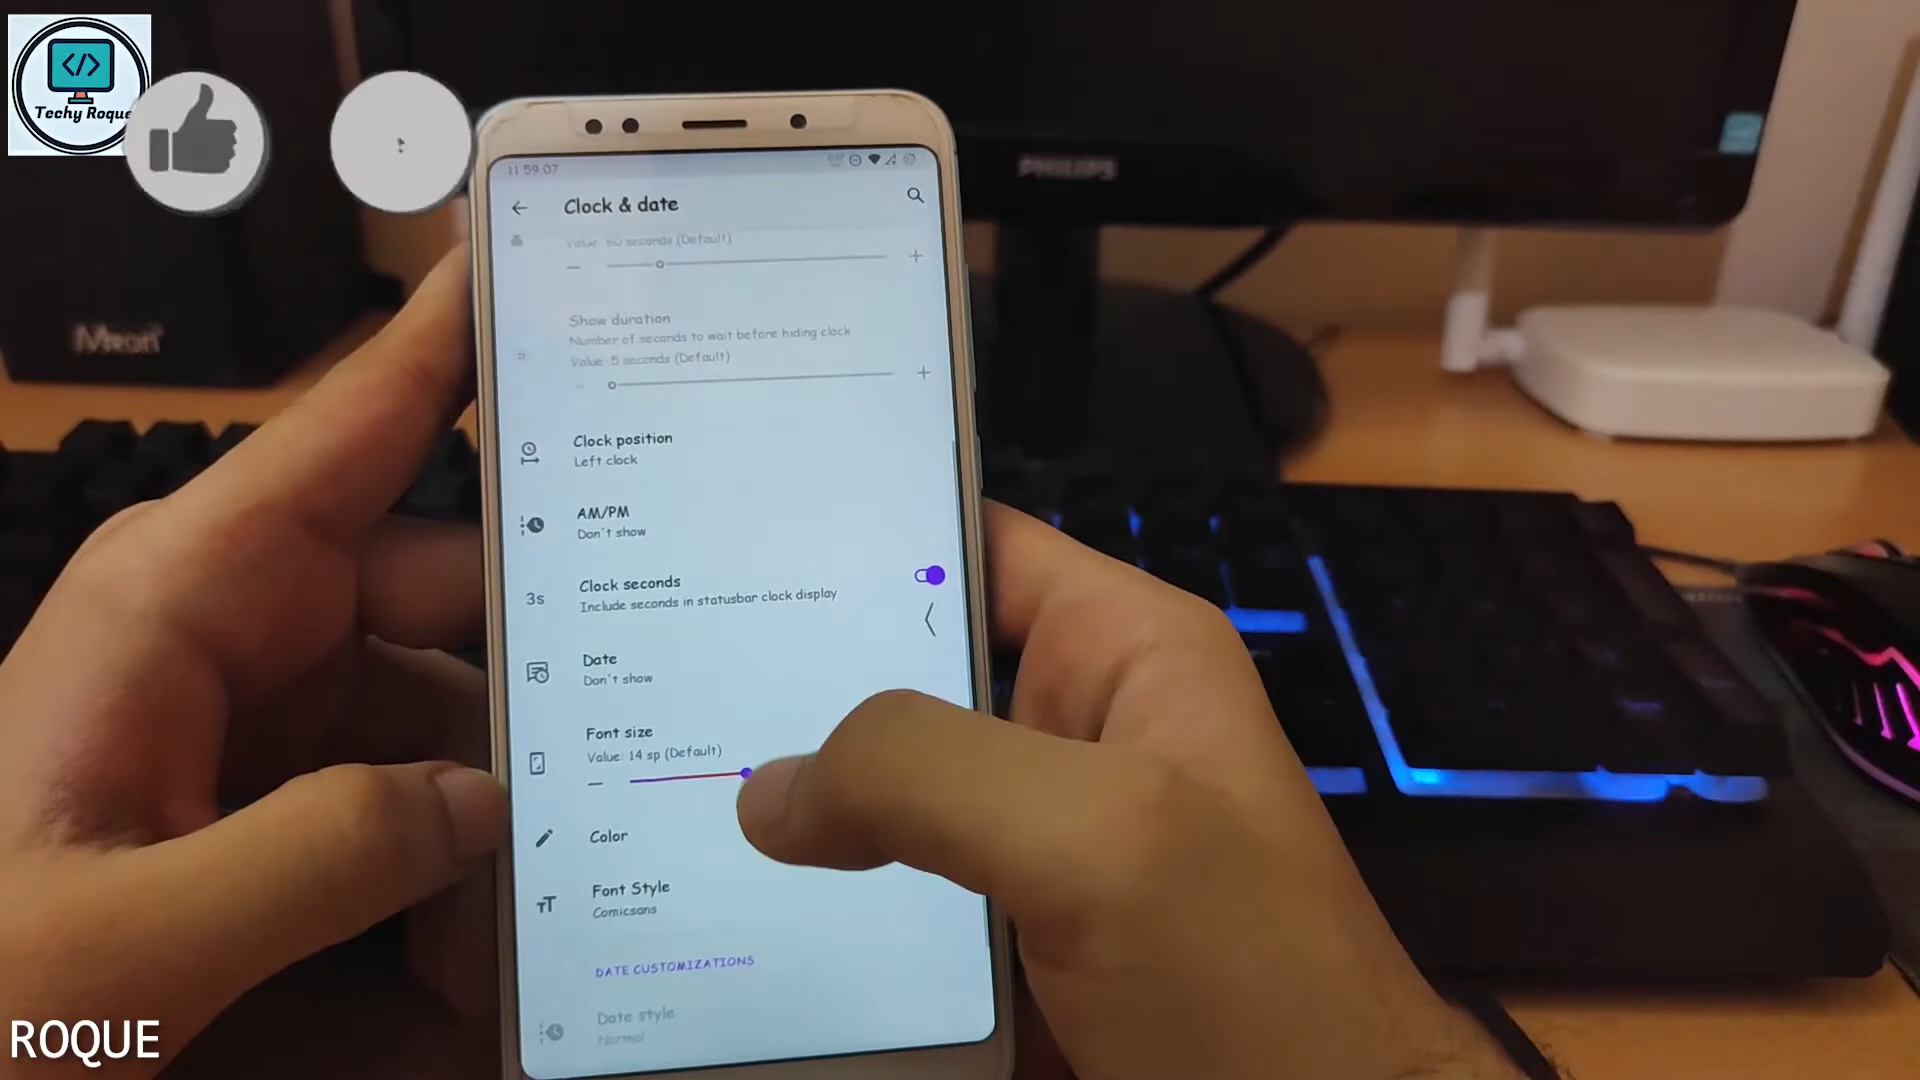 </>
Techy Roque
PHILIPS
11:59:07
Clock & date
Value: 60 seconds (Default)
Show duration
Number of seconds to wait before hiding clock
Value: 5 seconds (Default)
Clock position
Left clock
AM/PM
Don't show
3s
Clock seconds
Include seconds in statusbar clock display
Date
Don't show
Font size
Value: 14 sp (Default)
Color
TT
Font Style
Comicsans
DATE CUSTOMIZATIONS
Date style
Normal
ROQUE